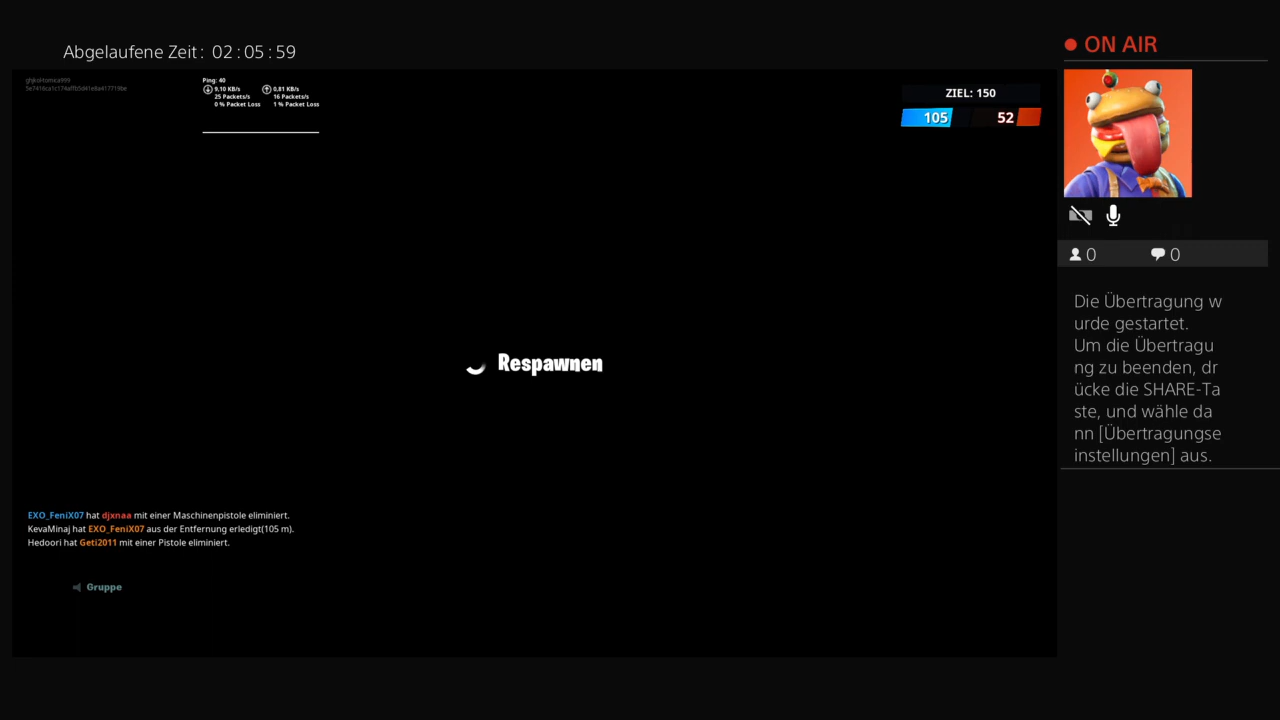 Abgelaufene Zeit: 02:05:59
ON AIR
Ping: 40
9,10 KB/s 0,81 KB/s
25 Packets/s 16 Packets/s
0 % Packet Loss 1 % Packet Loss
ZIEL: 150
105 52
0 0
Die Übertragung w
urde gestartet.
Um die Übertragu
ng zu beenden, dr
ücke die SHARE-Ta
ste, und wähle da
nn [Übertragungse
instellungen] aus.
Respawnen
EXO_FeniX07 hat djxnaa mit einer Maschinenpistole eliminiert.
KevaMinaj hat EXO_FeniX07 aus der Entfernung erledigt(105 m).
Hedoori hat Geti2011 mit einer Pistole eliminiert.
Gruppe